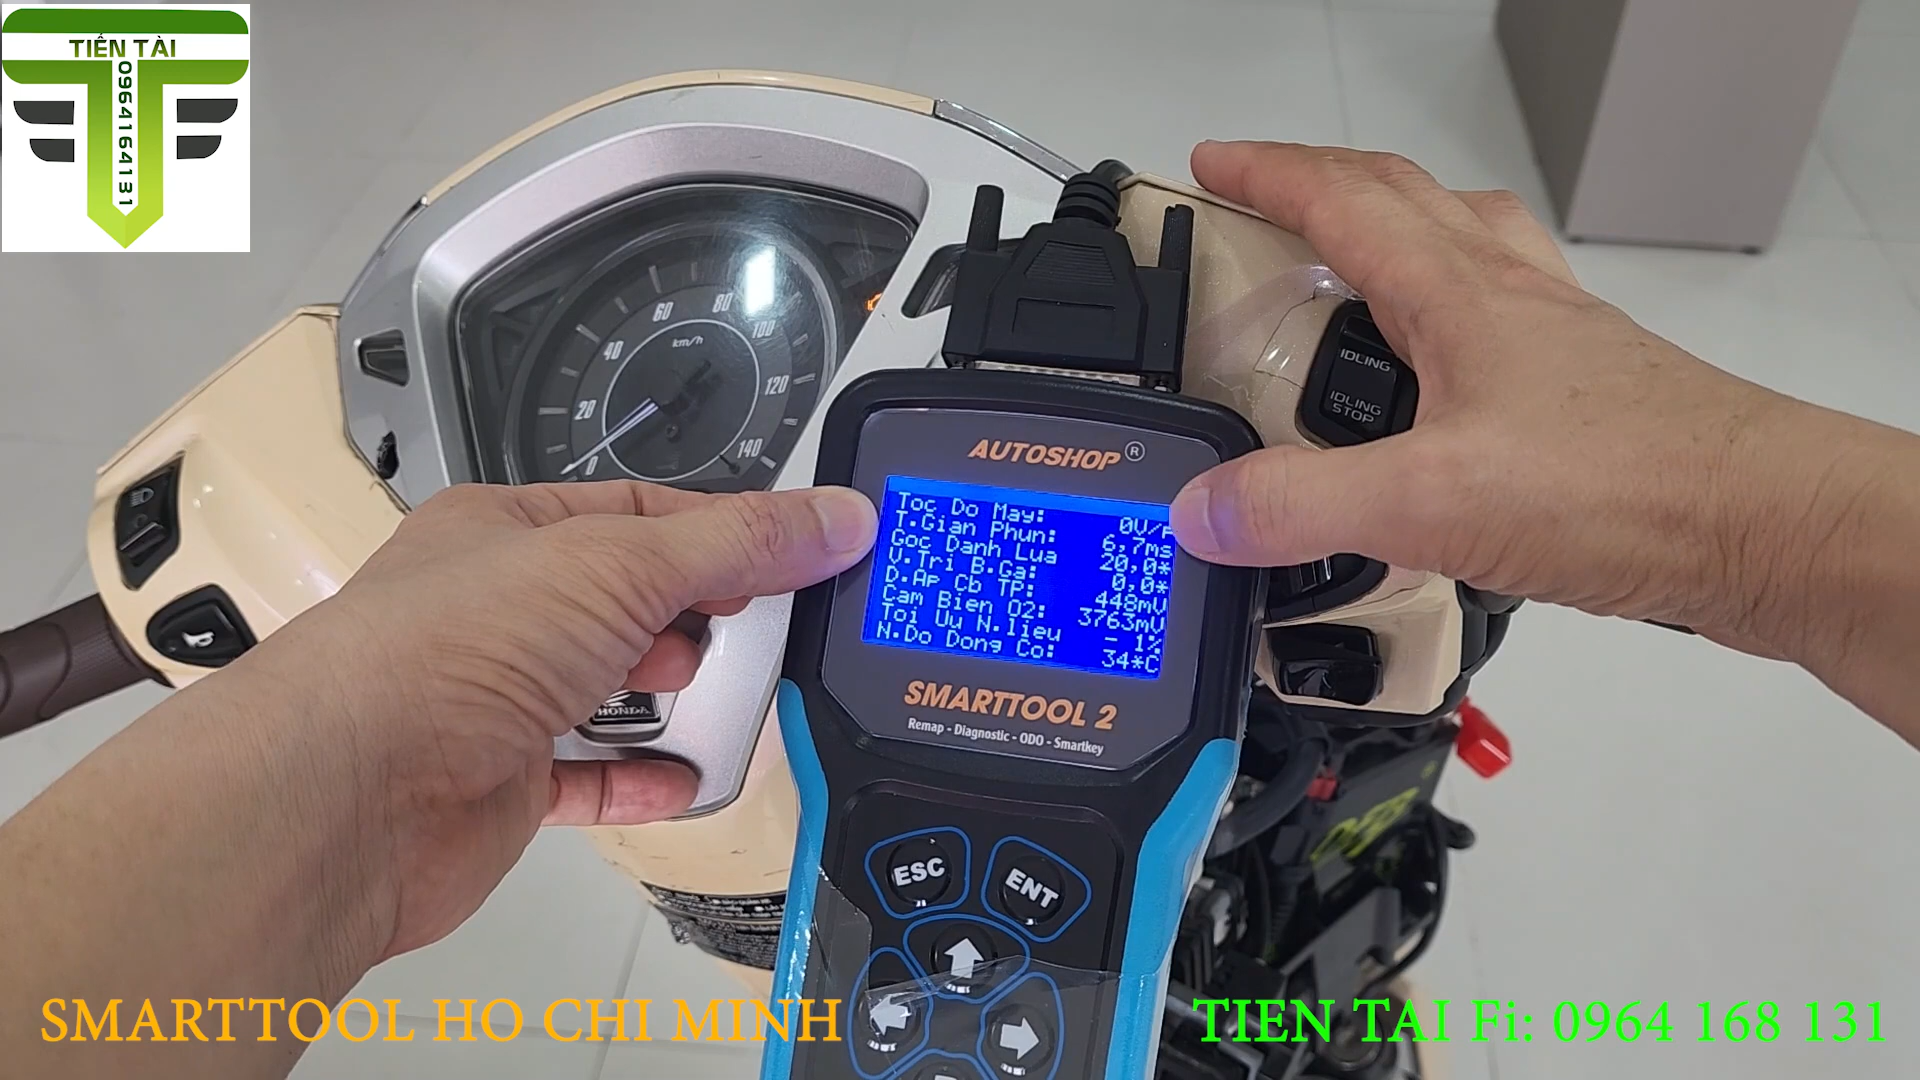 TIẾN TÀI
0964164131
60
80
100
40
km/h
120
20
140
0
IDLING
IDLING
STOP
AUTOSHOP ®
Toc Do May: 0V/P
T.Gian Phun: 6,7ms
Goc Danh Lua 20,0*
V.Tri B.Ga: 0,0*
D.Ap Cb TP: 448mV
Cam Bien O2: 3763mV
Toi Uu N.lieu - 1%
N.Do Dong Co: 34*C
HONDA
SMARTTOOL 2
Remap - Diagnostic - ODO - Smartkey
ESC
ENT
SMARTTOOL HO CHI MINH
TIEN TAI Fi: 0964 168 131